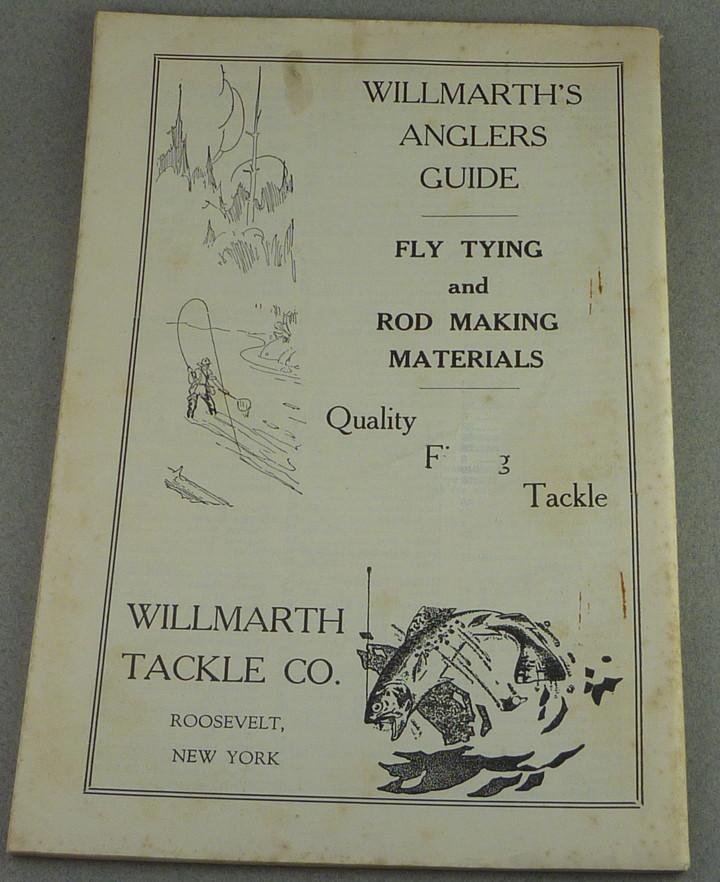 WILLMARTH'S
ANGLERS
GUIDE
FLY TYING
and
ROD MAKING
MATERIALS
Quality
Tackle
WILLMARTH
TACKLE CO.
ROOSEVELT,
NEW YORK